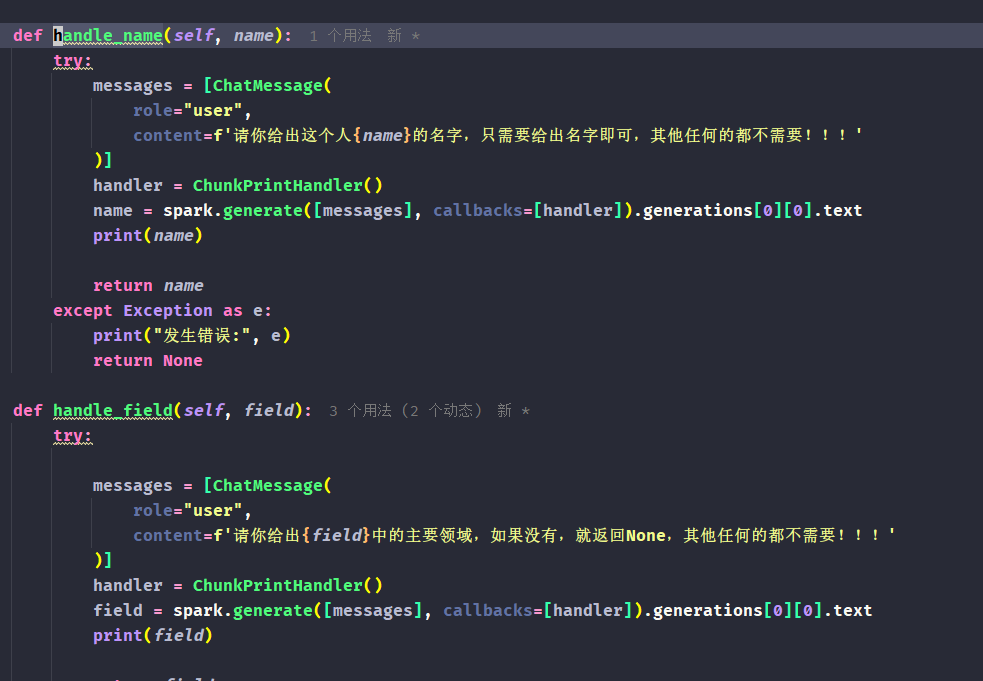 def handle_name(self, name): 1 个用法 新 *
try:
messages = [ChatMessage(
role="user",
content=f'请你给出这个人{name}的名字，只需要给出名字即可，其他任何的都不需要！！！'
)]
handler = ChunkPrintHandler()
name = spark.generate([messages], callbacks=[handler]).generations[0][0].text
print(name)
return name
except Exception as e:
print("发生错误:", e)
return None
def handle_field(self, field): 3 个用法 (2 个动态) 新 *
try:
messages = [ChatMessage(
role="user",
content=f'请你给出{field}中的主要领域，如果没有，就返回None，其他任何的都不需要！！！'
)]
handler = ChunkPrintHandler()
field = spark.generate([messages], callbacks=[handler]).generations[0][0].text
print(field)